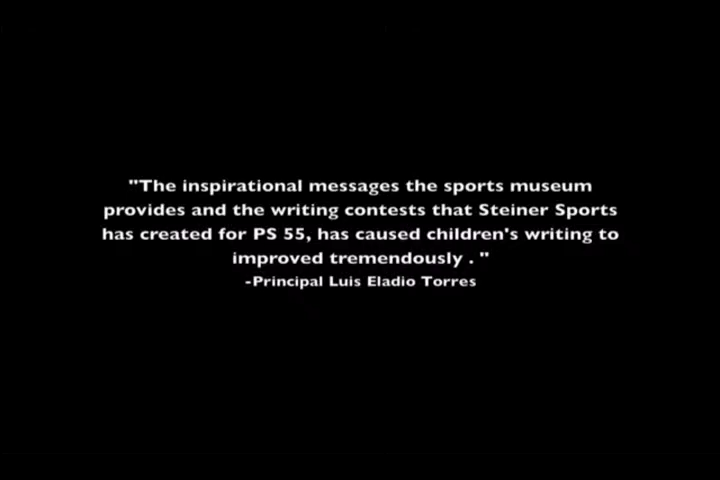 "The inspirational messages the sports museum
provides and the writing contests that Steiner Sports
has created for PS 55, has caused children's writing to
improved tremendously . "
-Principal Luis Eladio Torres